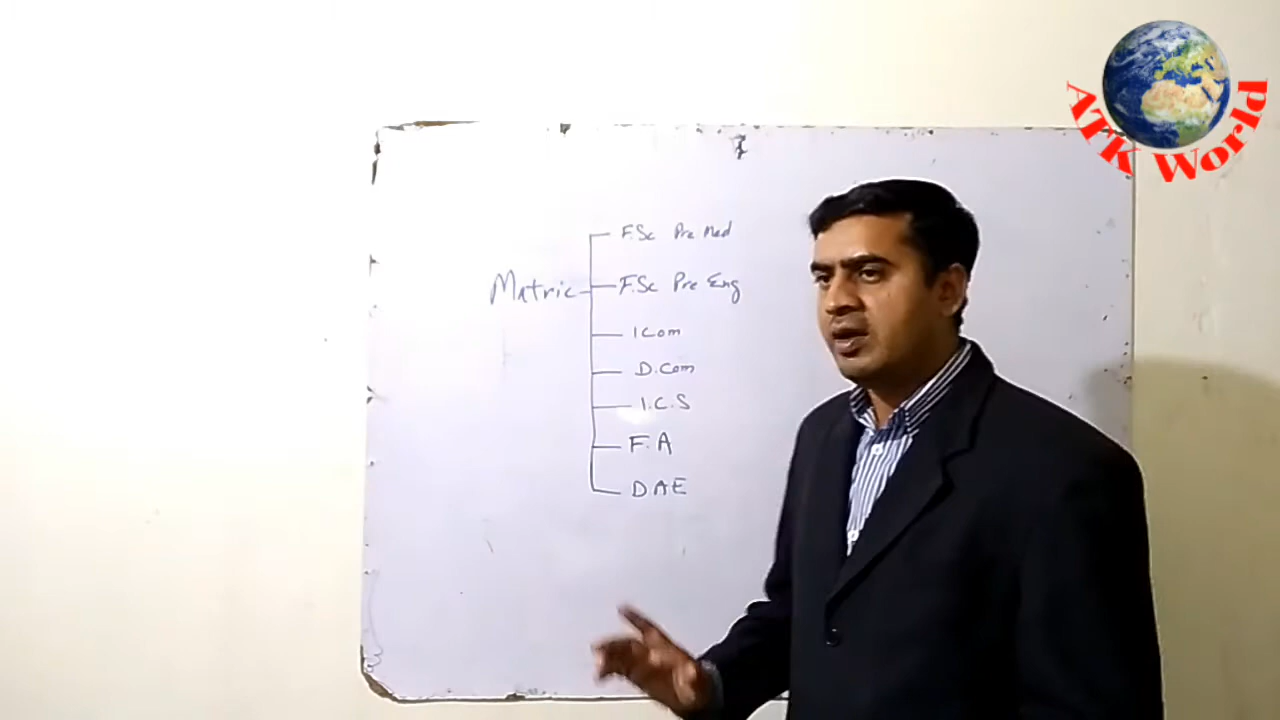 ATK World
F.Sc Pre Med
Matric
F.Sc Pre Eng
I Com
D.Com
I.C.S
F.A
DAE